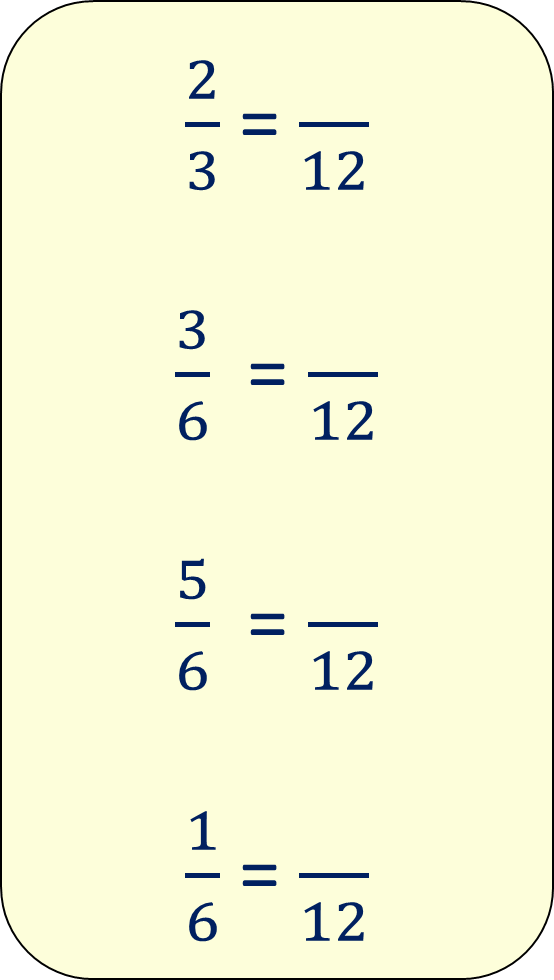 2/3 = /12
3/6 = /12
5/6 = /12
1/6 = /12